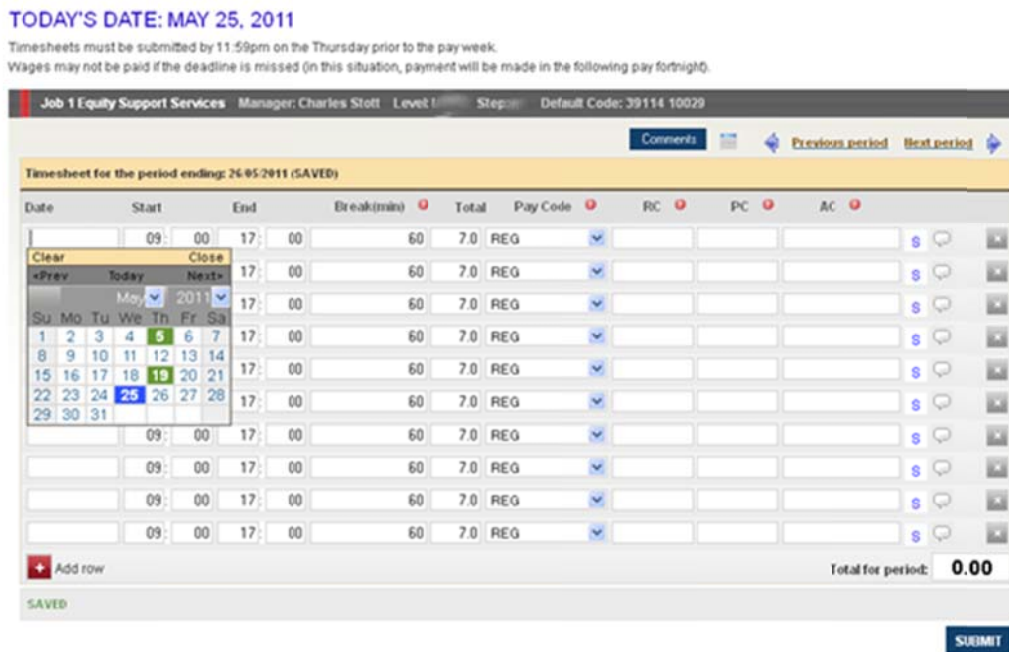 TODAY'S DATE: MAY 25, 2011
Timesheets must be submitted by 11:59pm on the Thursday prior to the pay week.
Wages may not be paid if the deadline is missed (in this situation, payment will be made in the following pay fortnight).
Job 1 Equity Support Services Manager: Charles Stott Level Step: Default Code: 39114 10029
Comments Previous period Next period
Timesheet for the period ending: 26/05/2011 (SAVED)
Date Start End Break(min) Total Pay Code RC PC AC
09: 00 17: 00 60 7.0 REG S
Clear Close
<Prev Today Next>
17: 00 60 7.0 REG S
May 2011
17: 00 60 7.0 REG S
Su Mo Tu We Th Fr Sa
1 2 3 4 5 6 7
17: 00 60 7.0 REG S
8 9 10 11 12 13 14
15 16 17 18 19 20 21
17: 00 60 7.0 REG S
22 23 24 25 26 27 28
17: 00 60 7.0 REG S
29 30 31
09: 00 17: 00 60 7.0 REG S
09: 00 17: 00 60 7.0 REG S
09: 00 17: 00 60 7.0 REG S
09: 00 17: 00 60 7.0 REG S
+ Add row Total for period: 0.00
SAVED
SUBMIT